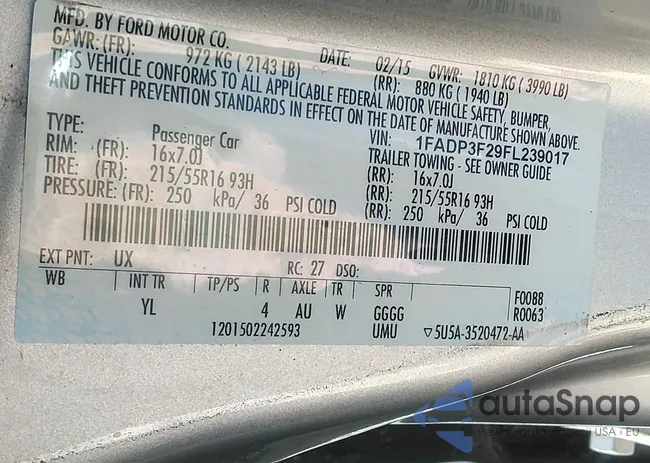 MFD. BY FORD MOTOR CO.
DATE: 02/15 GVWR: 1810 KG ( 3990 LB)
GAWR: (FR): 972 KG ( 2143 LB) (RR): 880 KG ( 1940 LB)
THIS VEHICLE CONFORMS TO ALL APPLICABLE FEDERAL MOTOR VEHICLE SAFETY, BUMPER,
AND THEFT PREVENTION STANDARDS IN EFFECT ON THE DATE OF MANUFACTURE SHOWN ABOVE.
TYPE: Passenger Car VIN: 1FADP3F29FL239017
TRAILER TOWING - SEE OWNER GUIDE
RIM: (FR): 16x7.0J (RR): 16x7.0J
TIRE: (FR): 215/55R16 93H (RR): 215/55R16 93H
PRESSURE: (FR): 250 kPa/ 36 PSI COLD (RR): 250 kPa/ 36 PSI COLD
EXT PNT: UX RC: 27 DSO:
WB INT TR TP/PS R AXLE TR SPR F0088
YL 4 AU W GGGG R0063
1201502242593 UMU ▽5U5A-3520472-AA
autoSnap
USA | EU